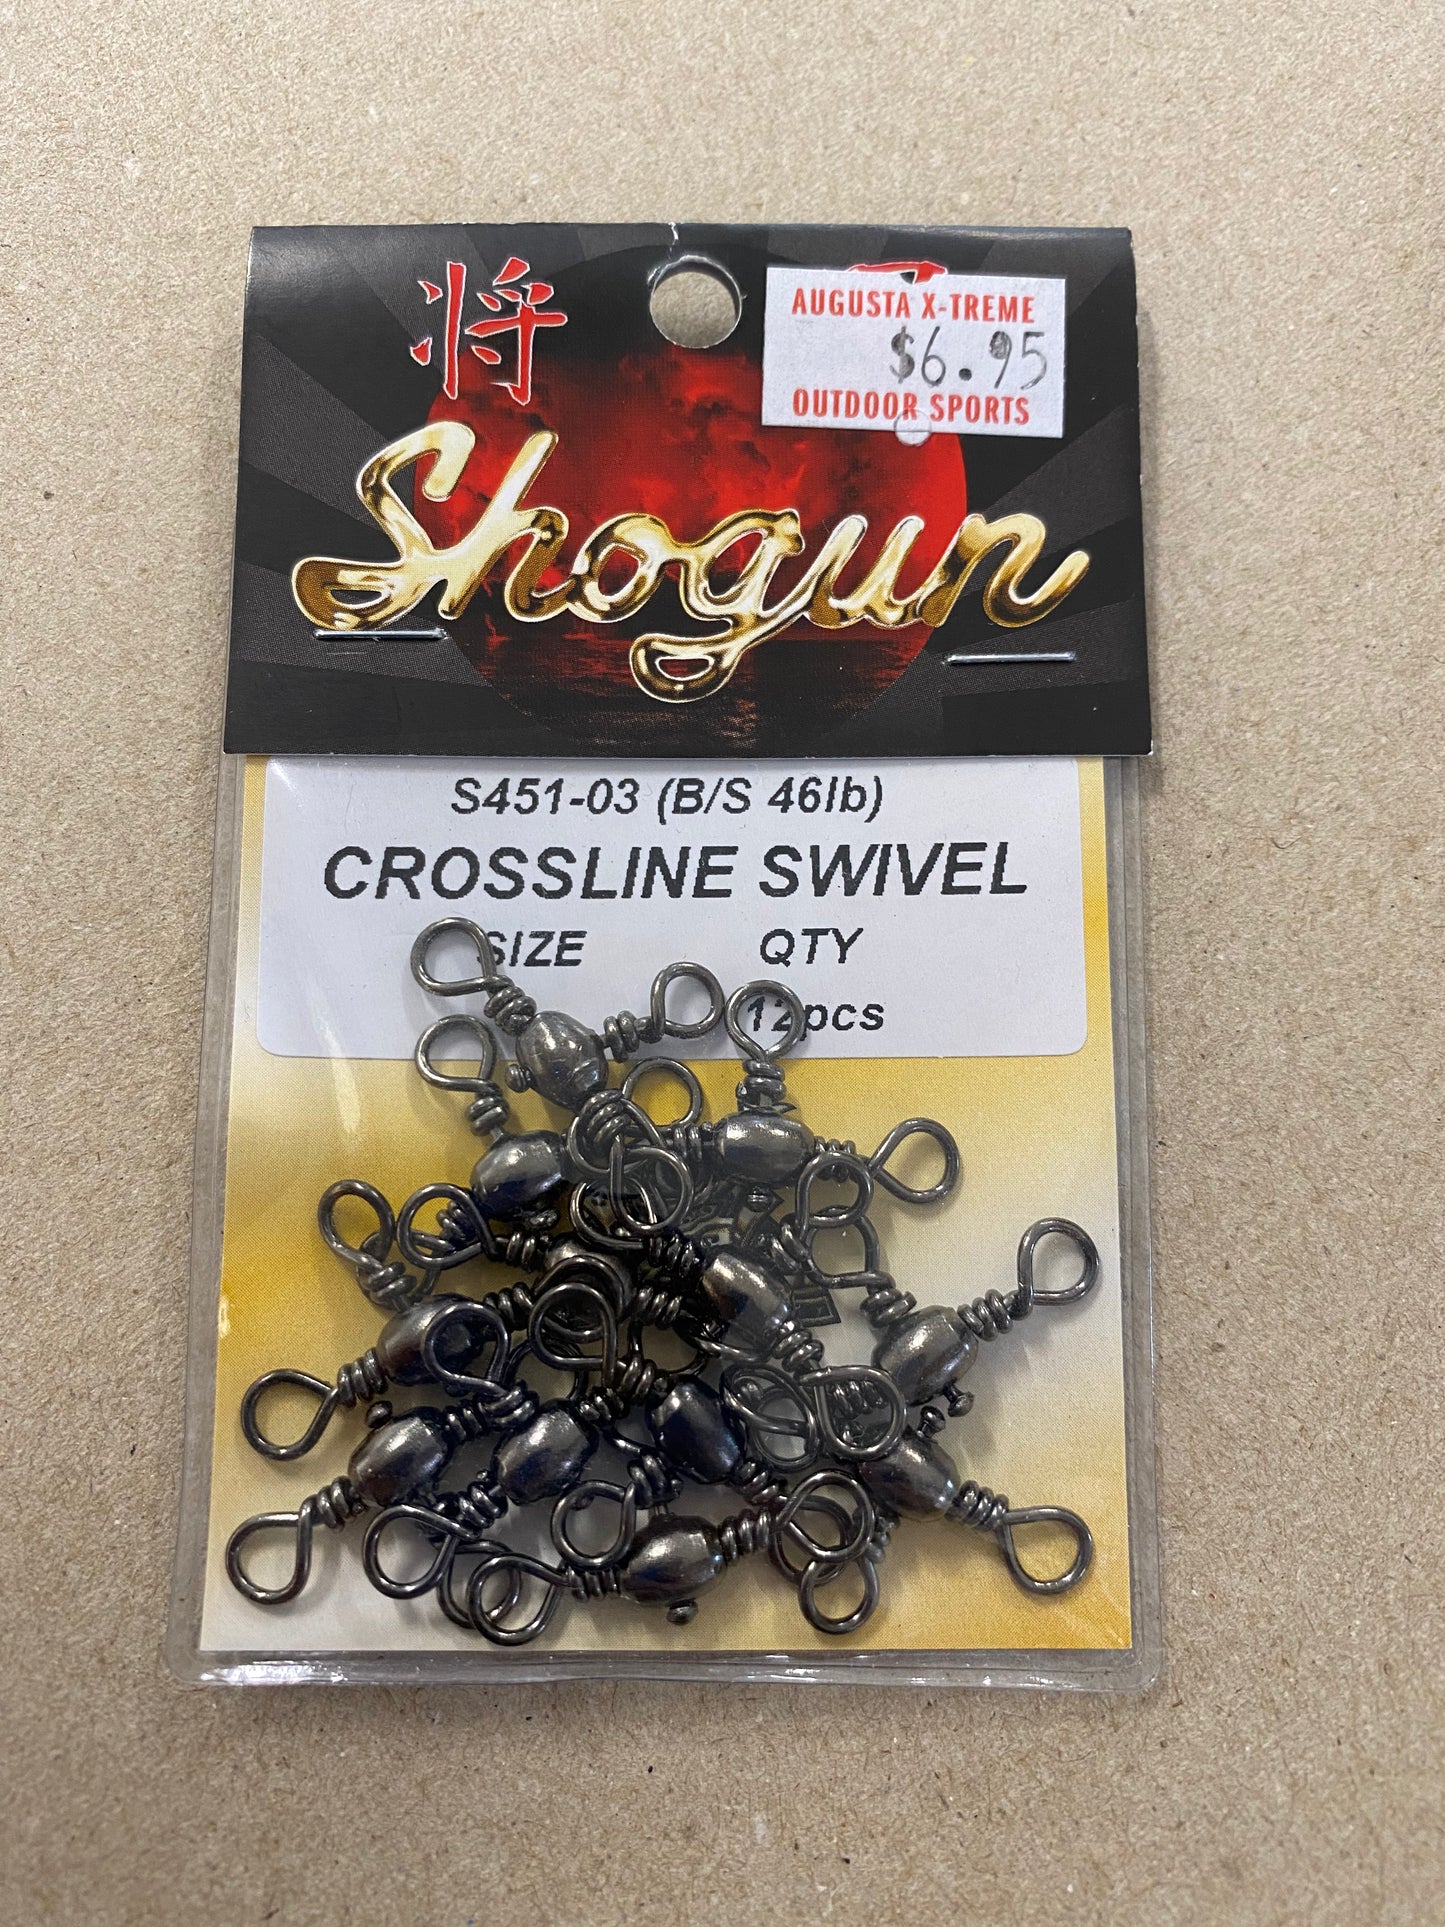 将
AUGUSTA X-TREME
$6.95
OUTDOOR SPORTS
Shogun
S451-03 (B/S 46lb)
CROSSLINE SWIVEL
SIZE QTY
12pcs